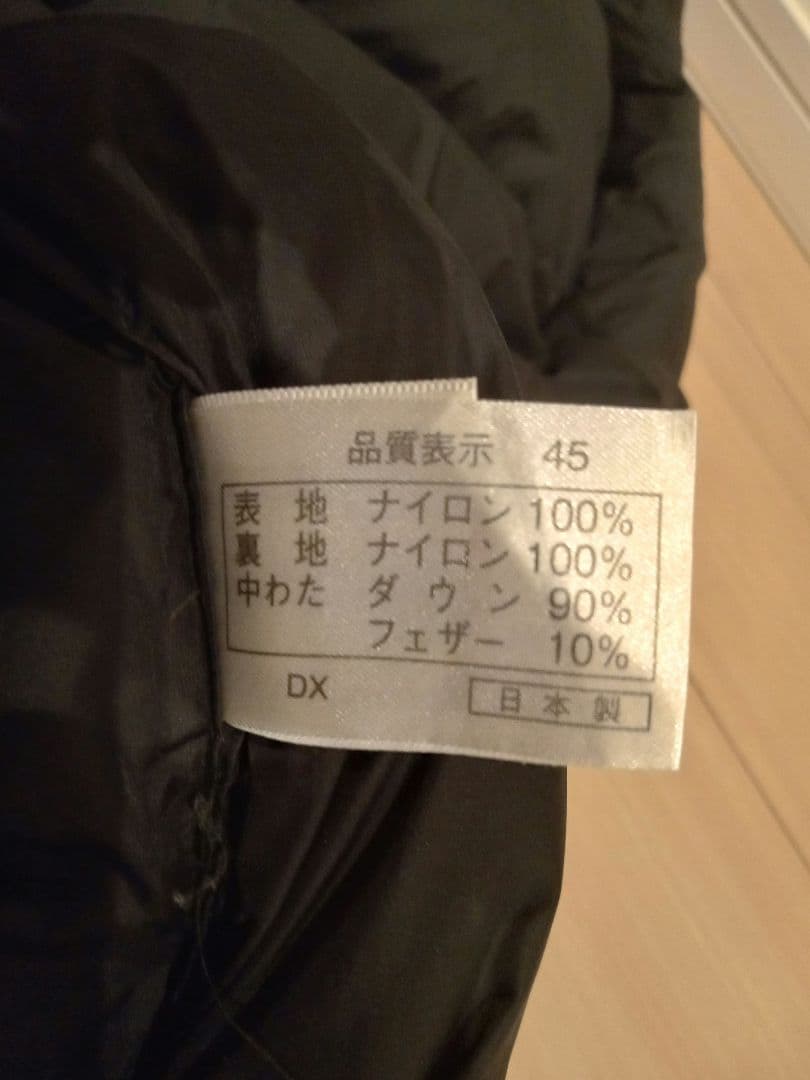 品質表示 45
表地 ナイロン 100%
裏地 ナイロン 100%
中わた ダウン 90%
フェザー 10%
DX 日本製